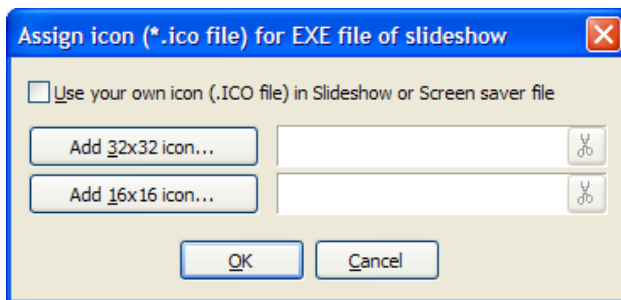 Assign icon (*.ico file) for EXE file of slideshow
Use your own icon (.ICO file) in Slideshow or Screen saver file
Add 32x32 icon...
Add 16x16 icon...
OK
Cancel